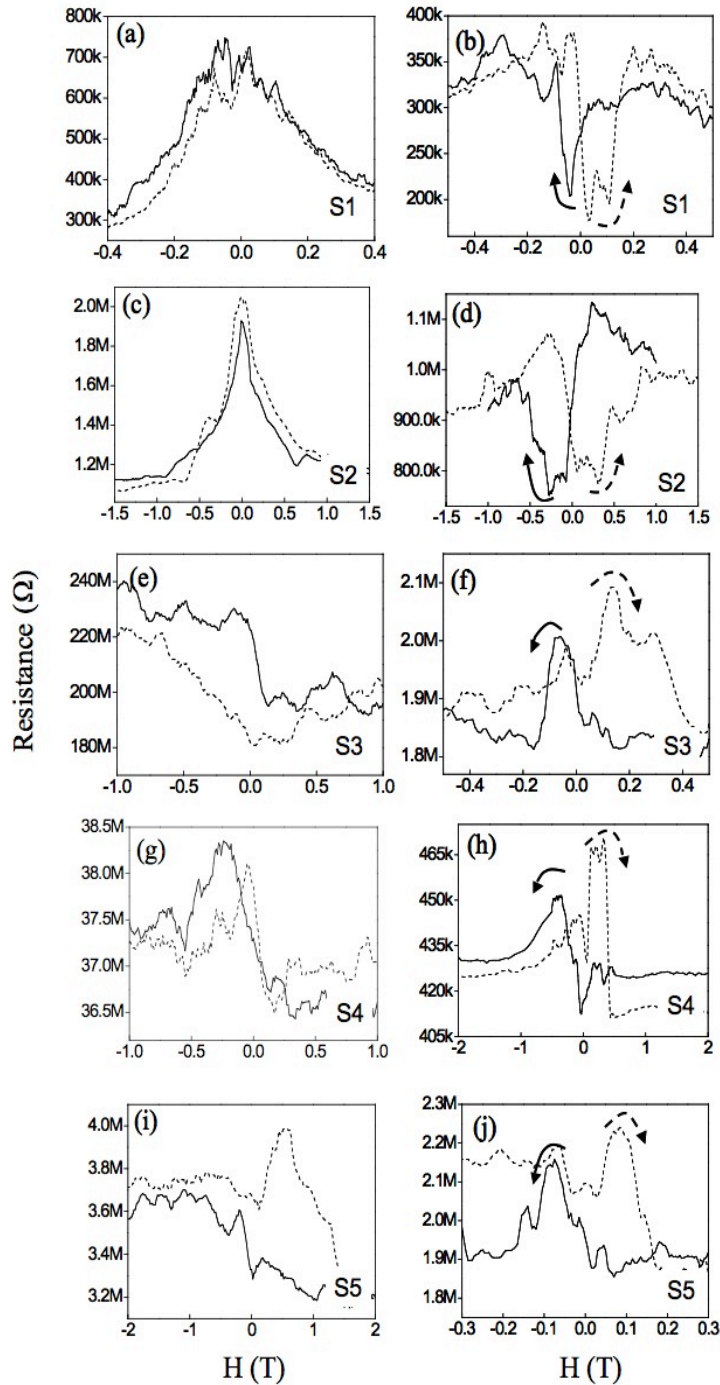 (a)
800k
700k
600k
500k
400k
300k
S1
-0.4 -0.2 0.0 0.2 0.4
(b)
400k
350k
300k
250k
200k
S1
-0.4 -0.2 0.0 0.2 0.4
(c)
2.0M
1.8M
1.6M
1.4M
1.2M
S2
-1.5 -1.0 -0.5 0.0 0.5 1.0 1.5
(d)
1.1M
1.0M
900.0k
800.0k
S2
-1.5 -1.0 -0.5 0.0 0.5 1.0 1.5
Resistance (Ω)
(e)
240M
220M
200M
180M
S3
-1.0 -0.5 0.0 0.5 1.0
(f)
2.1M
2.0M
1.9M
1.8M
S3
-0.4 -0.2 0.0 0.2 0.4
(g)
38.5M
38.0M
37.5M
37.0M
36.5M
S4
-1.0 -0.5 0.0 0.5 1.0
(h)
465k
450k
435k
420k
405k
S4
-2 -1 0 1 2
(i)
4.0M
3.8M
3.6M
3.4M
3.2M
S5
-2 -1 0 1 2
H (T)
(j)
2.3M
2.2M
2.1M
2.0M
1.9M
1.8M
S5
-0.3 -0.2 -0.1 0.0 0.1 0.2 0.3
H (T)